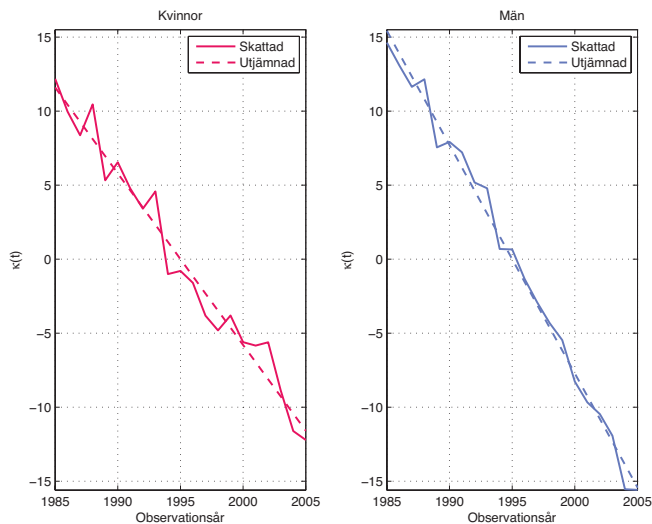 Kvinnor
15
10
5
0
−5
−10
−15
κ(t)
1985
1990
1995
2000
2005
Observationsår
Skattad
Utjämnad
Män
15
10
5
0
−5
−10
−15
κ(t)
1985
1990
1995
2000
2005
Observationsår
Skattad
Utjämnad